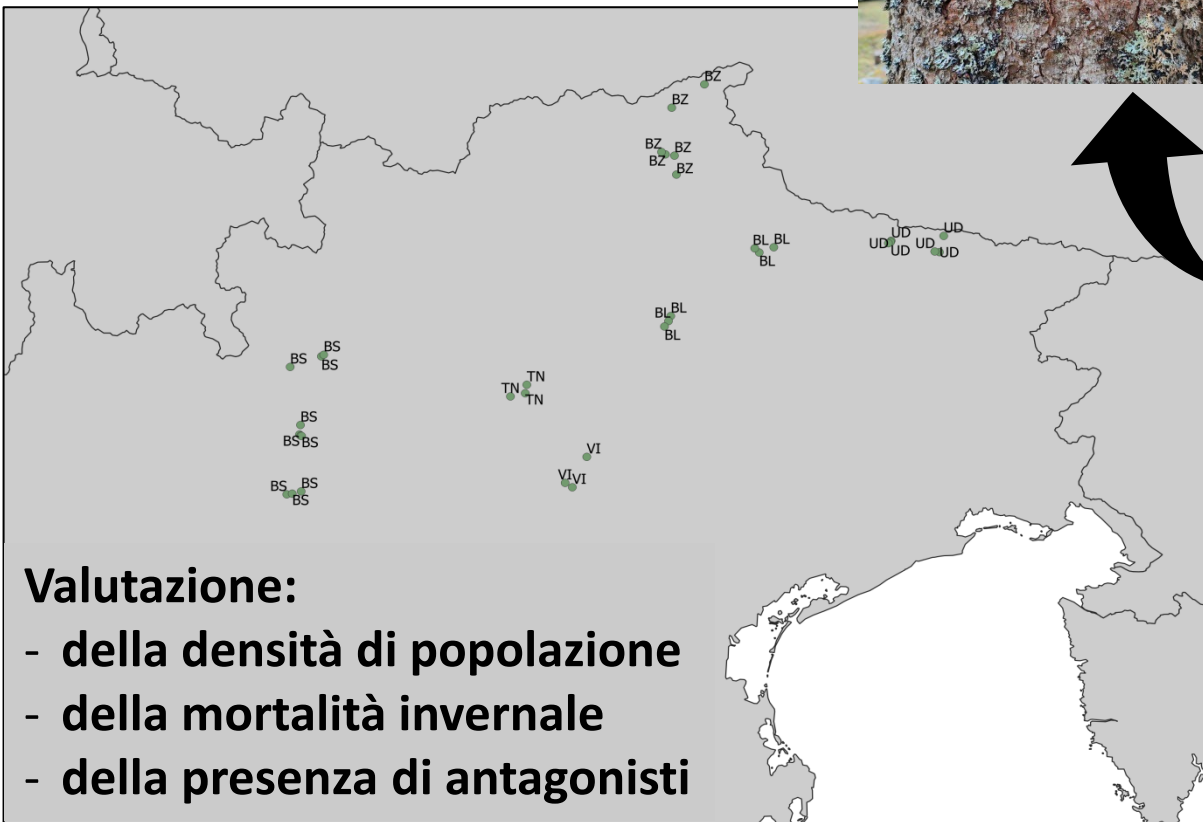 BZ
BZ
BZ BZ
BZ
BZ
BL BL
BL
UD UD
UD UD
UD UD
BL BL
BL
BS
BS BS
TN
TN TN
BS
BS BS
VI
VI VI
BS BS
BS
Valutazione:
- della densità di popolazione
- della mortalità invernale
- della presenza di antagonisti